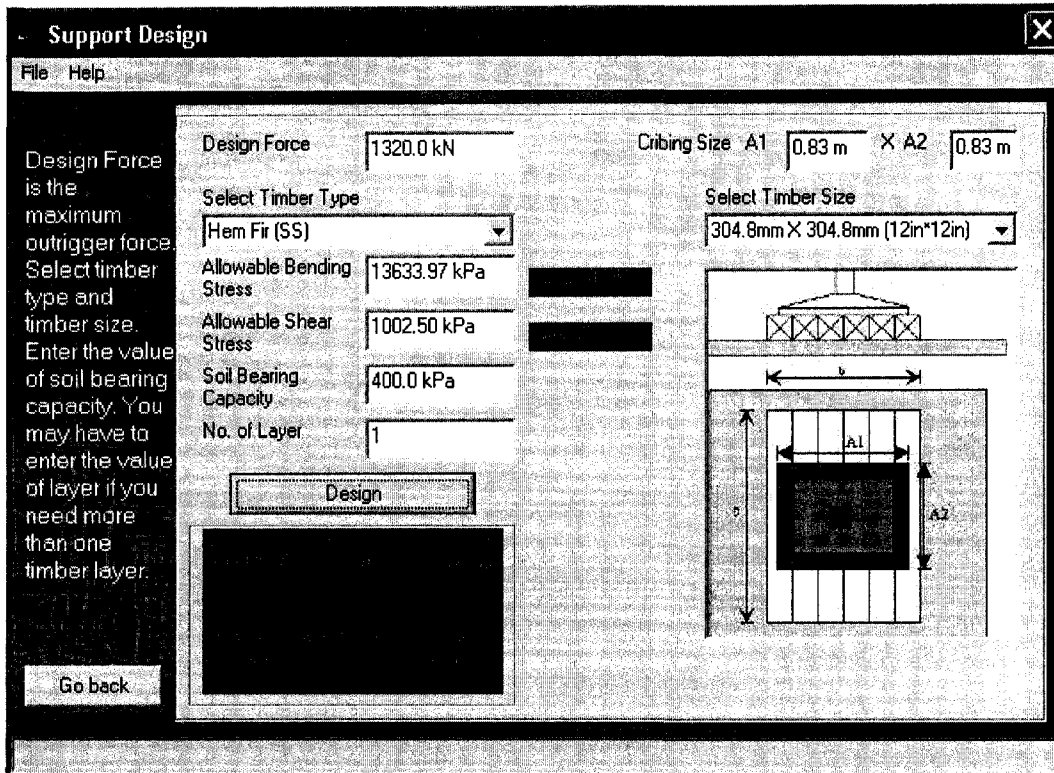 Support Design
File Help
Design Force
is the
maximum
outrigger force.
Select timber
type and
timber size.
Enter the value
of soil bearing
capacity. You
may have to
enter the value
of layer if you
need more
than one
timber layer.
Go back
Design Force 1320.0 kN
Select Timber Type
Hem Fir (SS)
Allowable Bending
Stress 13633.97 kPa
Allowable Shear
Stress 1002.50 kPa
Soil Bearing
Capacity 400.0 kPa
No. of Layer 1
Design
Cribing Size A1 0.83 m X A2 0.83 m
Select Timber Size
304.8mm X 304.8mm (12in*12in)
b
A1
A2